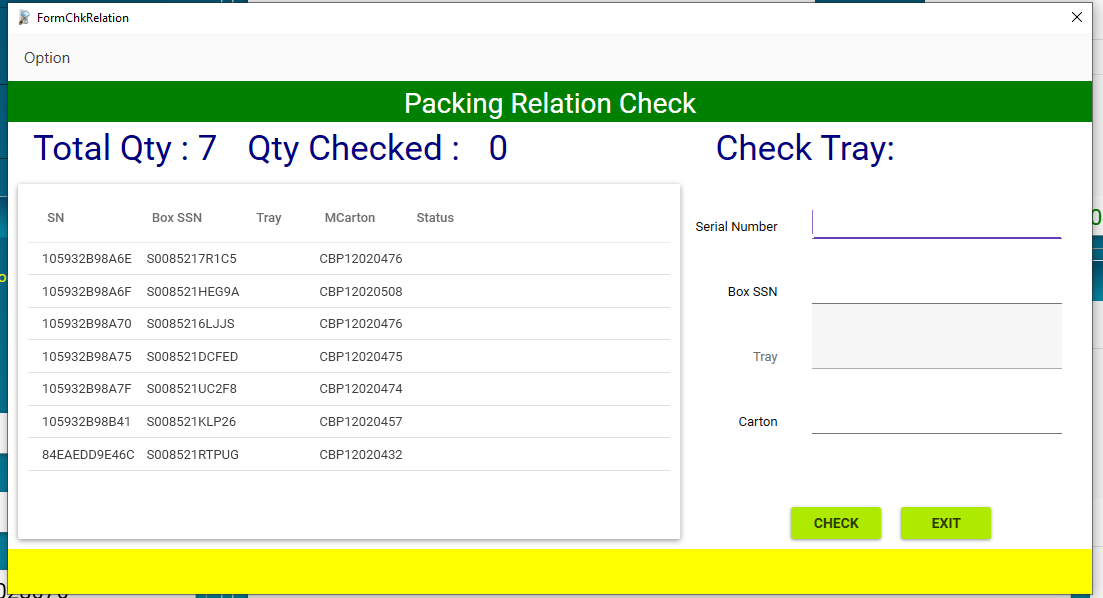 FormChkRelation
Option
Packing Relation Check
Total Qty : 7 Qty Checked : 0 Check Tray:
SN Box SSN Tray MCarton Status
105932B98A6E S0085217R1C5 CBP12020476
105932B98A6F S008521HEG9A CBP12020508
105932B98A70 S0085216LJJS CBP12020476
105932B98A75 S008521DCFED CBP12020475
105932B98A7F S008521UC2F8 CBP12020474
105932B98B41 S008521KLP26 CBP12020457
84EAEDD9E46C S008521RTPUG CBP12020432
Serial Number
Box SSN
Tray
Carton
CHECK EXIT